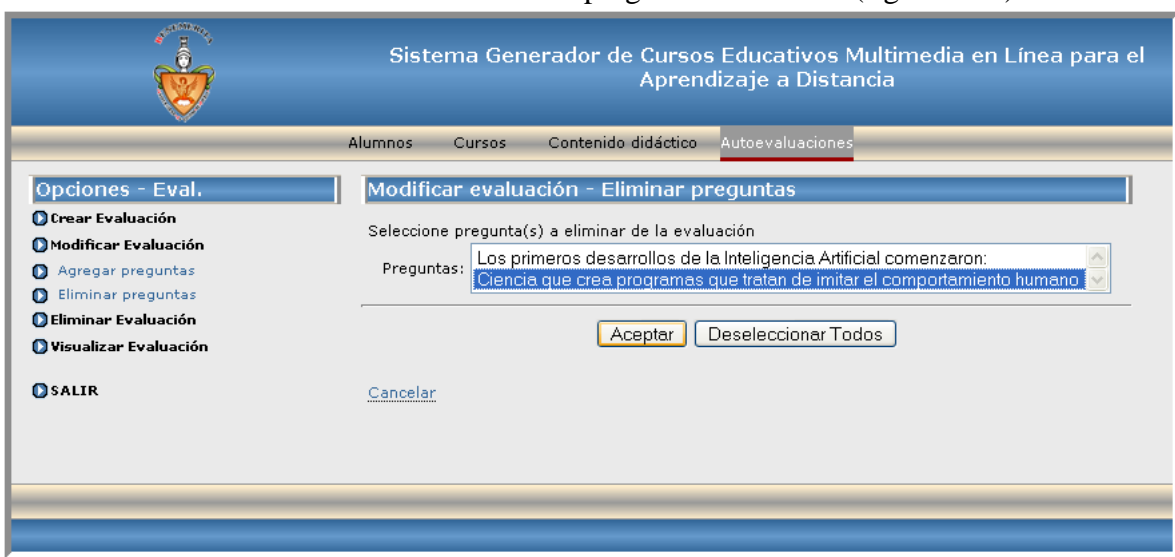 Sistema Generador de Cursos Educativos Multimedia en Línea para el
Aprendizaje a Distancia
Alumnos Cursos Contenido didáctico Autoevaluaciones
Opciones - Eval.
Crear Evaluación
Modificar Evaluación
Agregar preguntas
Eliminar preguntas
Eliminar Evaluación
Visualizar Evaluación
SALIR
Modificar evaluación - Eliminar preguntas
Seleccione pregunta(s) a eliminar de la evaluación
Preguntas:
Los primeros desarrollos de la Inteligencia Artificial comenzaron:
Ciencia que crea programas que tratan de imitar el comportamiento humano
Aceptar Deseleccionar Todos
Cancelar